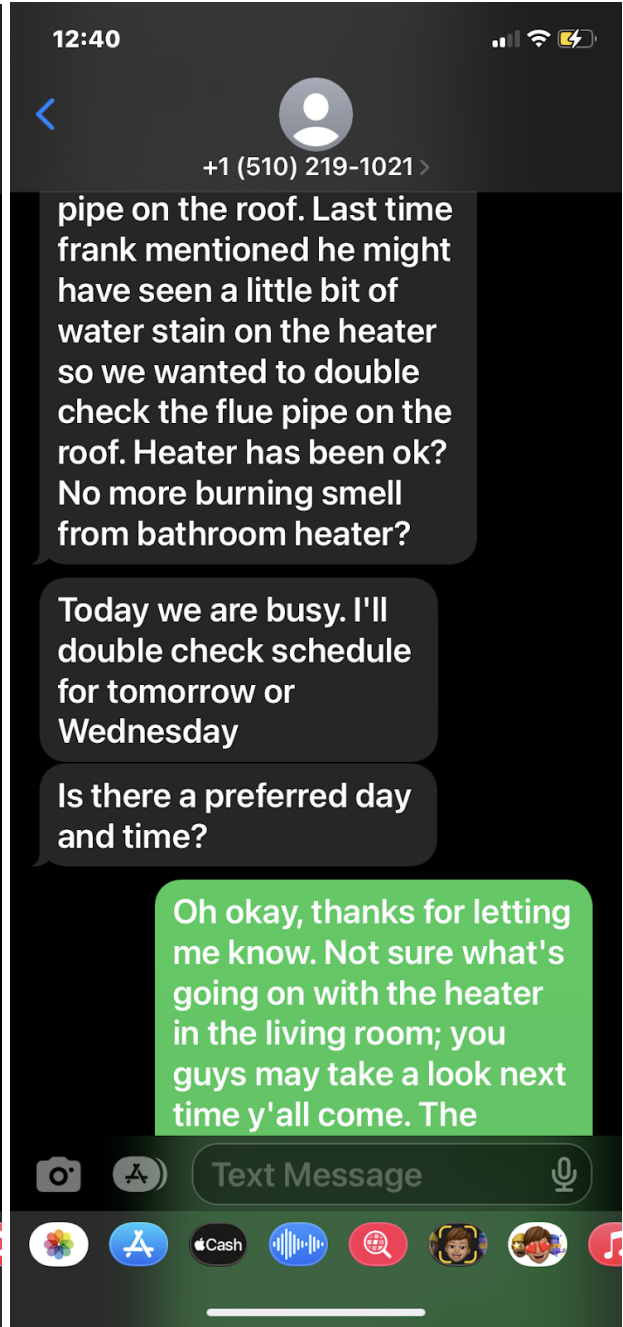 12:40
+1 (510) 219-1021
pipe on the roof. Last time
frank mentioned he might
have seen a little bit of
water stain on the heater
so we wanted to double
check the flue pipe on the
roof. Heater has been ok?
No more burning smell
from bathroom heater?
Today we are busy. I'll
double check schedule
for tomorrow or
Wednesday
Is there a preferred day
and time?
Oh okay, thanks for letting
me know. Not sure what's
going on with the heater
in the living room; you
guys may take a look next
time y'all come. The
Text Message
Cash